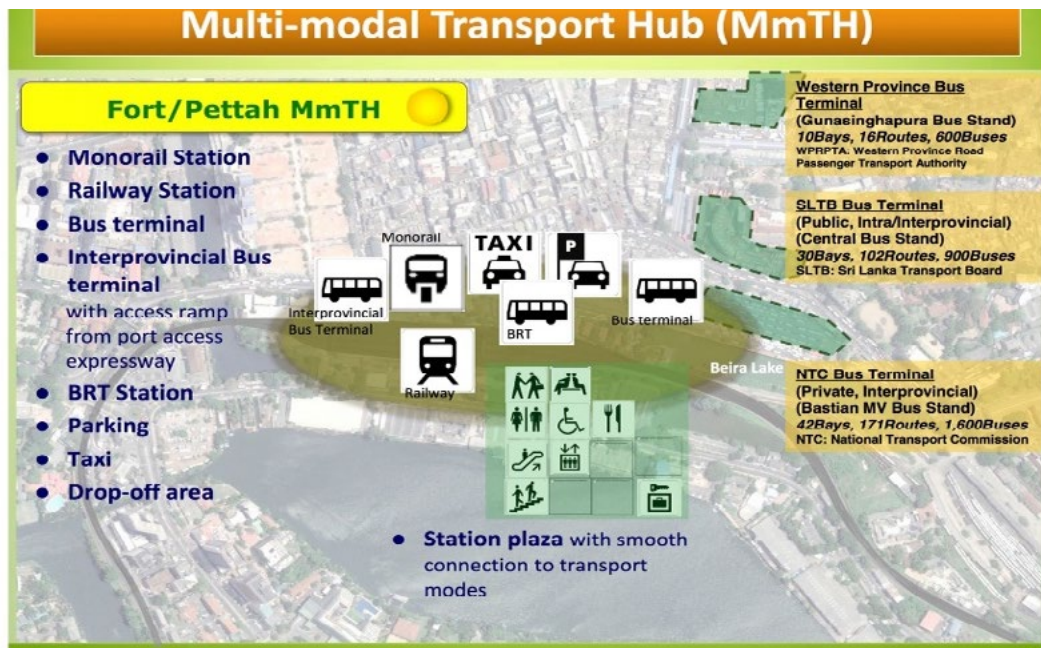 Multi-modal Transport Hub (MmTH)
Fort/Pettah MmTH
Monorail Station
Railway Station
Bus terminal
Interprovincial Bus
terminal
with access ramp
from port access
expressway
BRT Station
Parking
Taxi
Drop-off area
Monorail
TAXI
P
Interprovincial
Bus Terminal
BRT
Bus terminal
Railway
Beira Lake
Station plaza with smooth
connection to transport
modes
Western Province Bus
Terminal
(Gunasinghapura Bus Stand)
10Bays, 16Routes, 600Buses
WPRPTA: Western Province Road
Passenger Transport Authority
SLTB Bus Terminal
(Public, Intra/Interprovincial)
(Central Bus Stand)
30Bays, 102Routes, 900Buses
SLTB: Sri Lanka Transport Board
NTC Bus Terminal
(Private, Interprovincial)
(Bastian MV Bus Stand)
42Bays, 171Routes, 1,600Buses
NTC: National Transport Commission